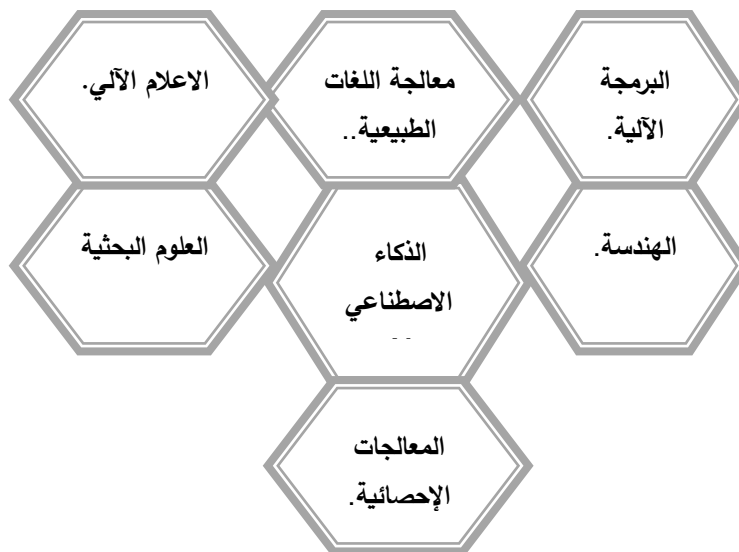 البرمجة
الآلية.
معالجة اللغات
الطبيعية..
الاعلام الآلي.
الهندسة.
الذكاء
الاصطناعي
العلوم البحثية
المعالجات
الإحصائية.